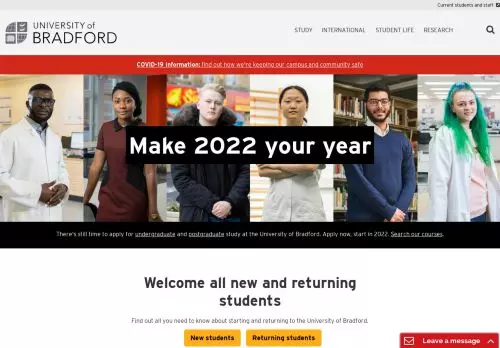 Current students and staff
UNIVERSITY of
BRADFORD
STUDY INTERNATIONAL STUDENT LIFE RESEARCH
COVID-19 information: find out how we're keeping our campus and community safe
Make 2022 your year
There's still time to apply for undergraduate and postgraduate study at the University of Bradford. Apply now, start in 2022. Search our courses.
Welcome all new and returning
students
Find out all you need to know about starting and returning to the University of Bradford.
New students Returning students
Leave a message